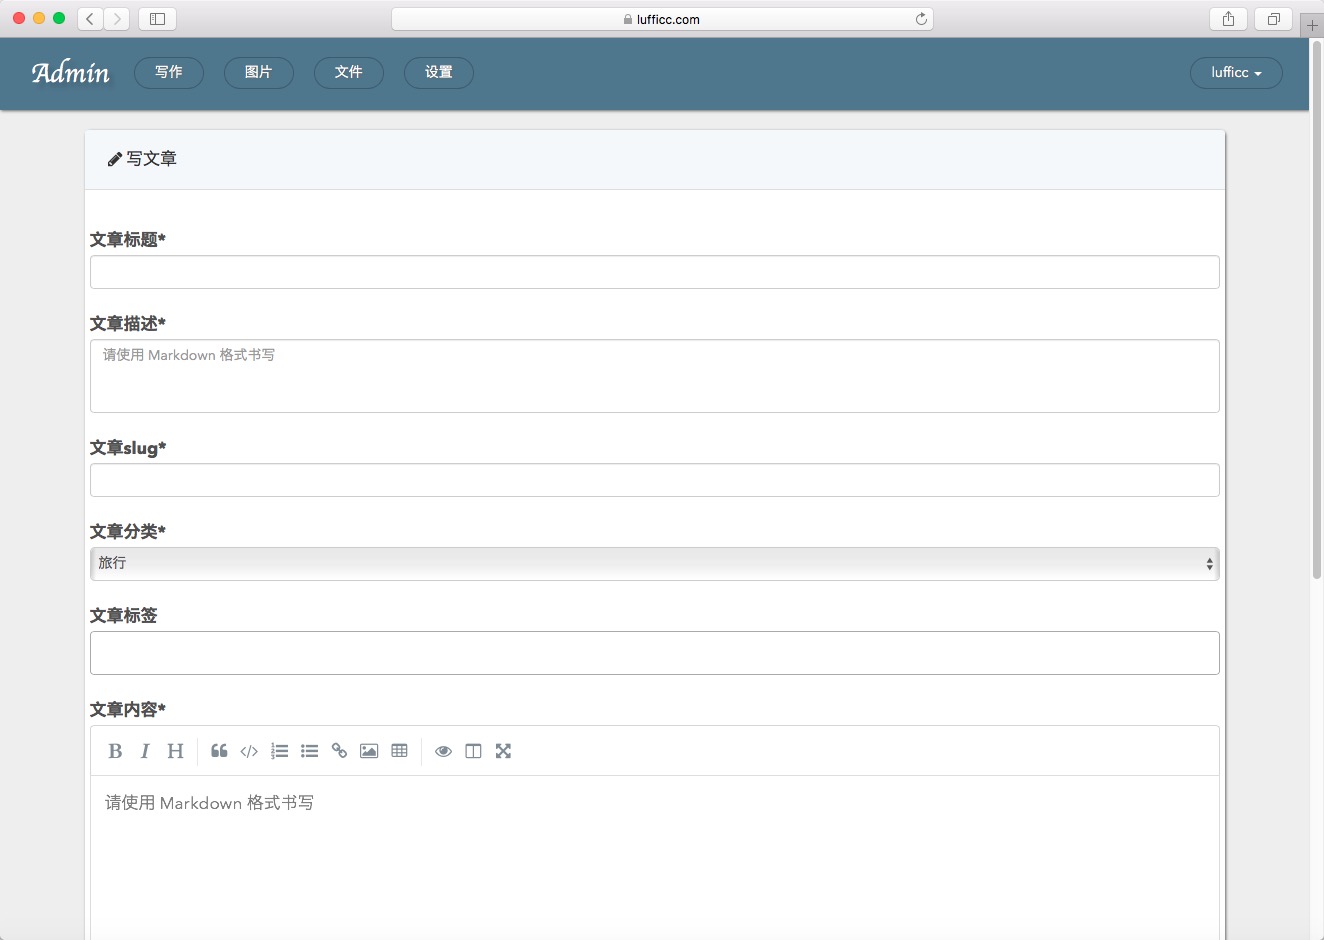 lufficc.com
Admin 写作 图片 文件 设置 lufficc
写文章
文章标题*
文章描述*
请使用 Markdown 格式书写
文章slug*
文章分类*
旅行
文章标签
文章内容*
B I H
请使用 Markdown 格式书写